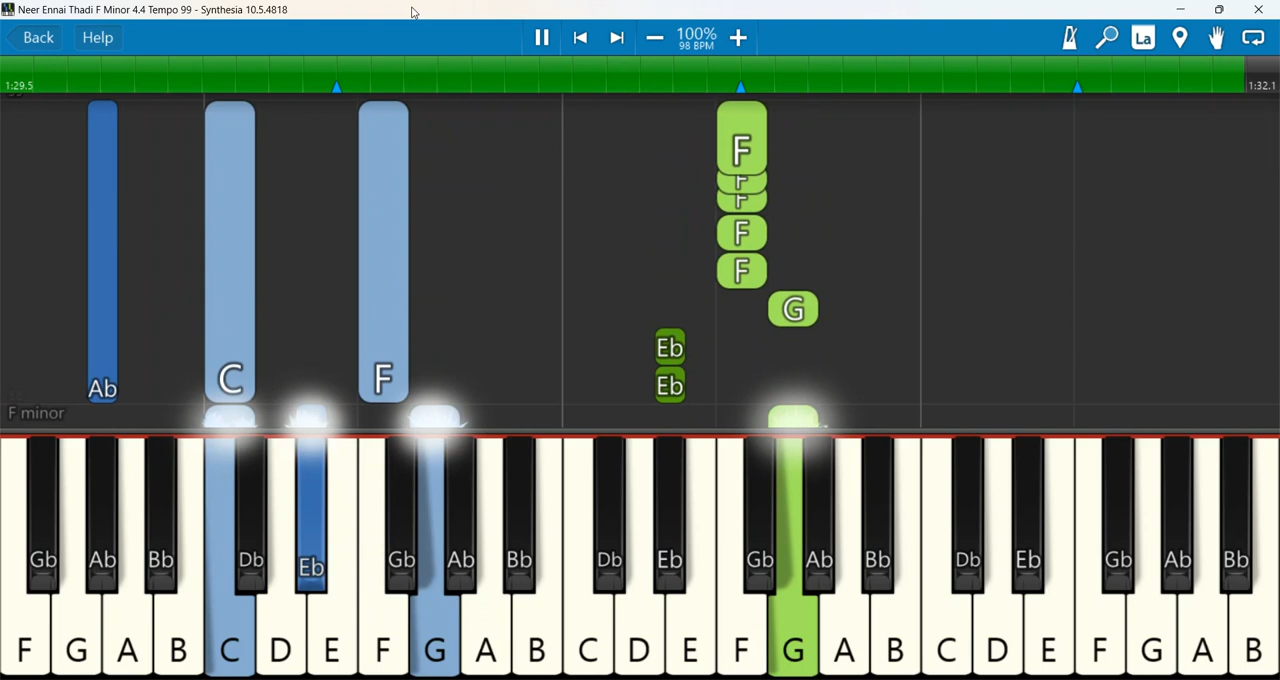 Neer Ennai Thadi F Minor 4.4 Tempo 99 - Synthesia 10.5.4818
Back Help 100% La
98 BPM
1:29.5 1:32.1
F
F
F
F
F
G
Eb
Eb
Ab C F
F minor
Gb Ab Bb Db Eb Gb Ab Bb Db Eb Gb Ab Bb Db Eb Gb Ab Bb
F G A B C D E F G A B C D E F G A B C D E F G A B